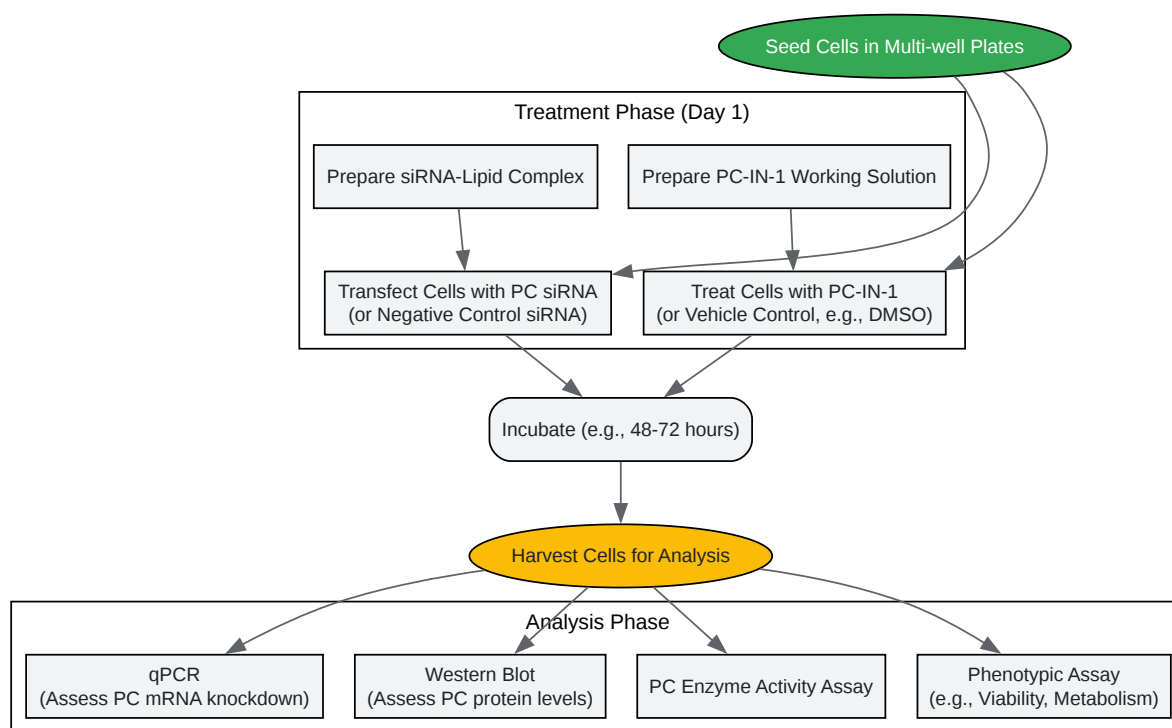 Seed Cells in Multi-well Plates
Treatment Phase (Day 1)
Prepare siRNA-Lipid Complex
Prepare PC-IN-1 Working Solution
Transfect Cells with PC siRNA
(or Negative Control siRNA)
Treat Cells with PC-IN-1
(or Vehicle Control, e.g., DMSO)
Incubate (e.g., 48-72 hours)
Harvest Cells for Analysis
Analysis Phase
qPCR
(Assess PC mRNA knockdown)
Western Blot
(Assess PC protein levels)
PC Enzyme Activity Assay
Phenotypic Assay
(e.g., Viability, Metabolism)